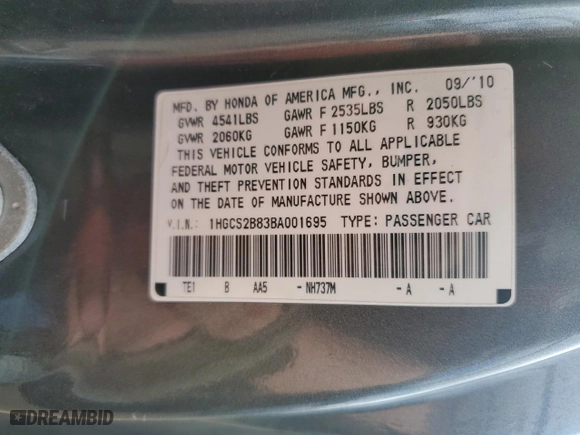 MFD. BY HONDA OF AMERICA MFG., INC. 09/'10
GVWR 4541LBS GAWR F 2535LBS R 2050LBS
GVWR 2060KG GAWR F 1150KG R 930KG
THIS VEHICLE CONFORMS TO ALL APPLICABLE
FEDERAL MOTOR VEHICLE SAFETY, BUMPER,
AND THEFT PREVENTION STANDARDS IN EFFECT
ON THE DATE OF MANUFACTURE SHOWN ABOVE.
V.I.N.: 1HGCS2B83BA001695 TYPE: PASSENGER CAR
TE1 B AA5 -NH737M -A -A
DREAMBID